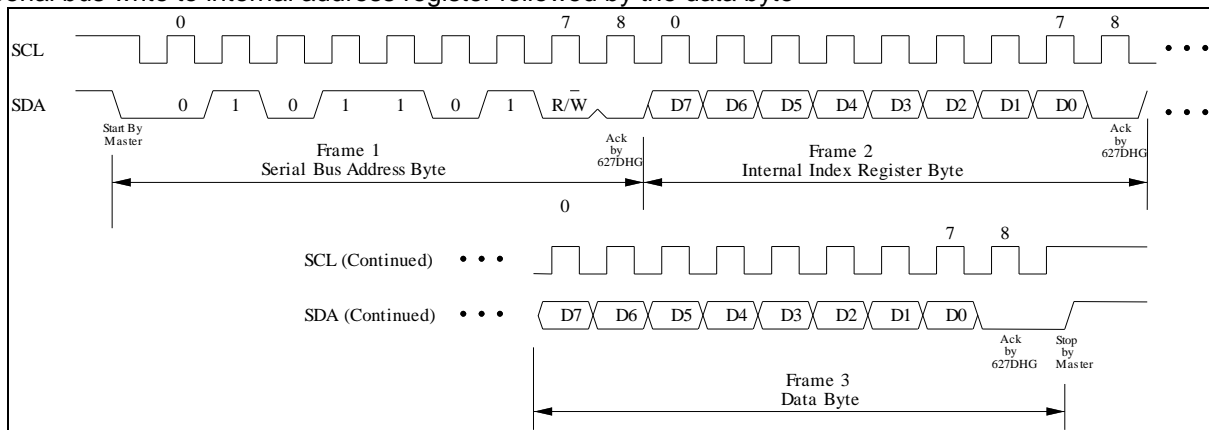 erial bus write to internal address register followed by the data byte
0 7 8 0 7 8
SCL
SDA 0 1 0 1 1 0 1 R/W̅ D7 D6 D5 D4 D3 D2 D1 D0
Start By
Master
Ack
by
627DHG
Ack
by
627DHG
Frame 1
Serial Bus Address Byte
Frame 2
Internal Index Register Byte
0
7 8
SCL (Continued)
SDA (Continued) D7 D6 D5 D4 D3 D2 D1 D0
Ack
by
627DHG
Stop
by
Master
Frame 3
Data Byte